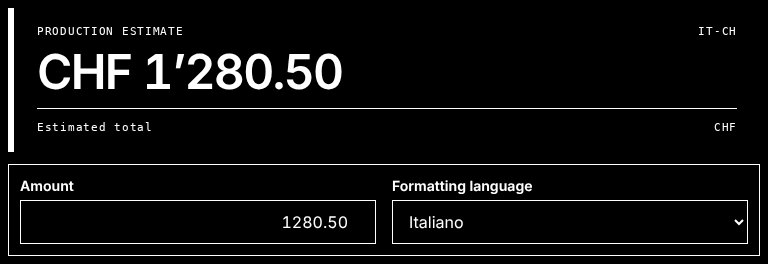 PRODUCTION ESTIMATE IT-CH
CHF 1’280.50
Estimated total CHF
Amount Formatting language
1280.50 Italiano